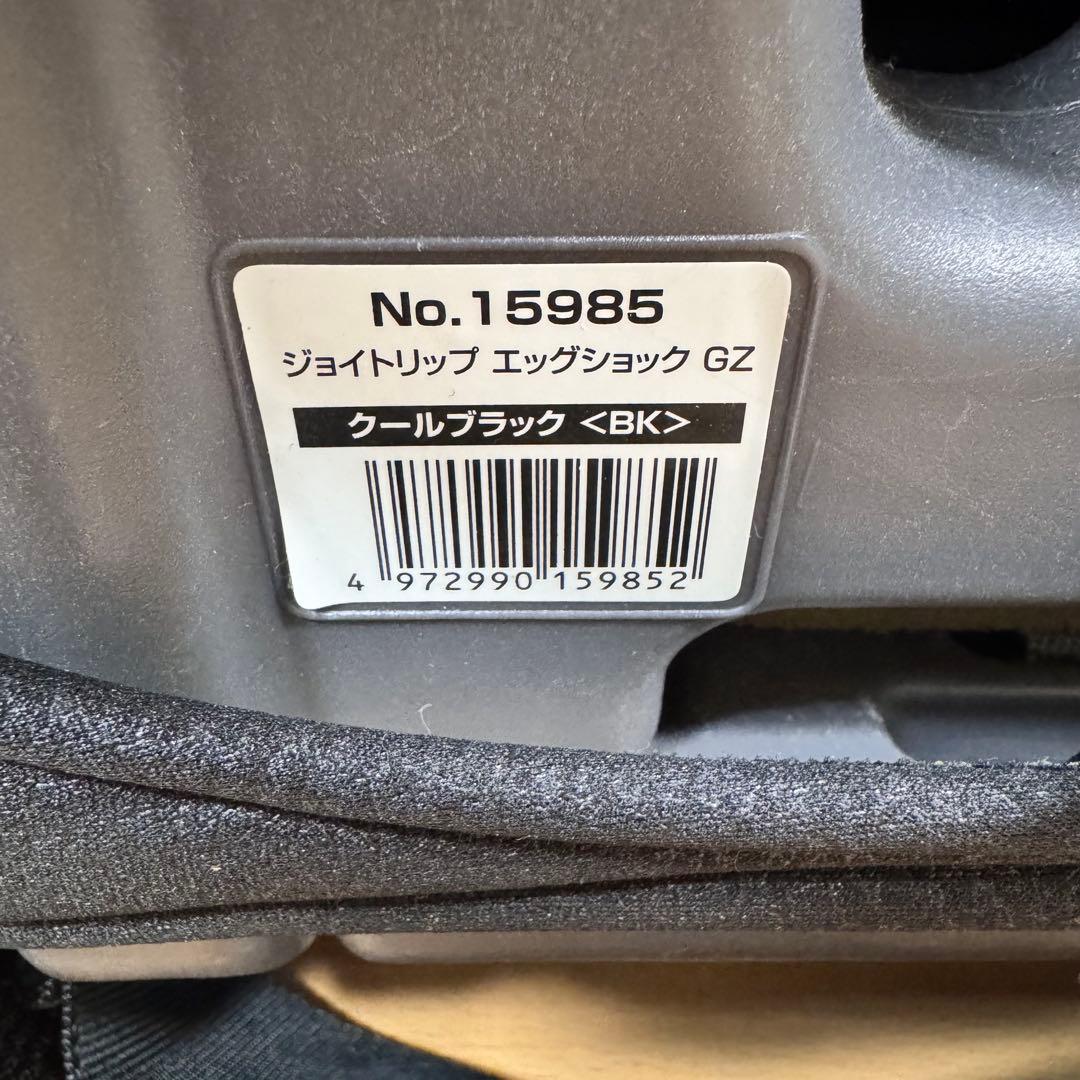 No.15985
ジョイトリップ エッグショック GZ
クールブラック <BK>
4 972990 159852